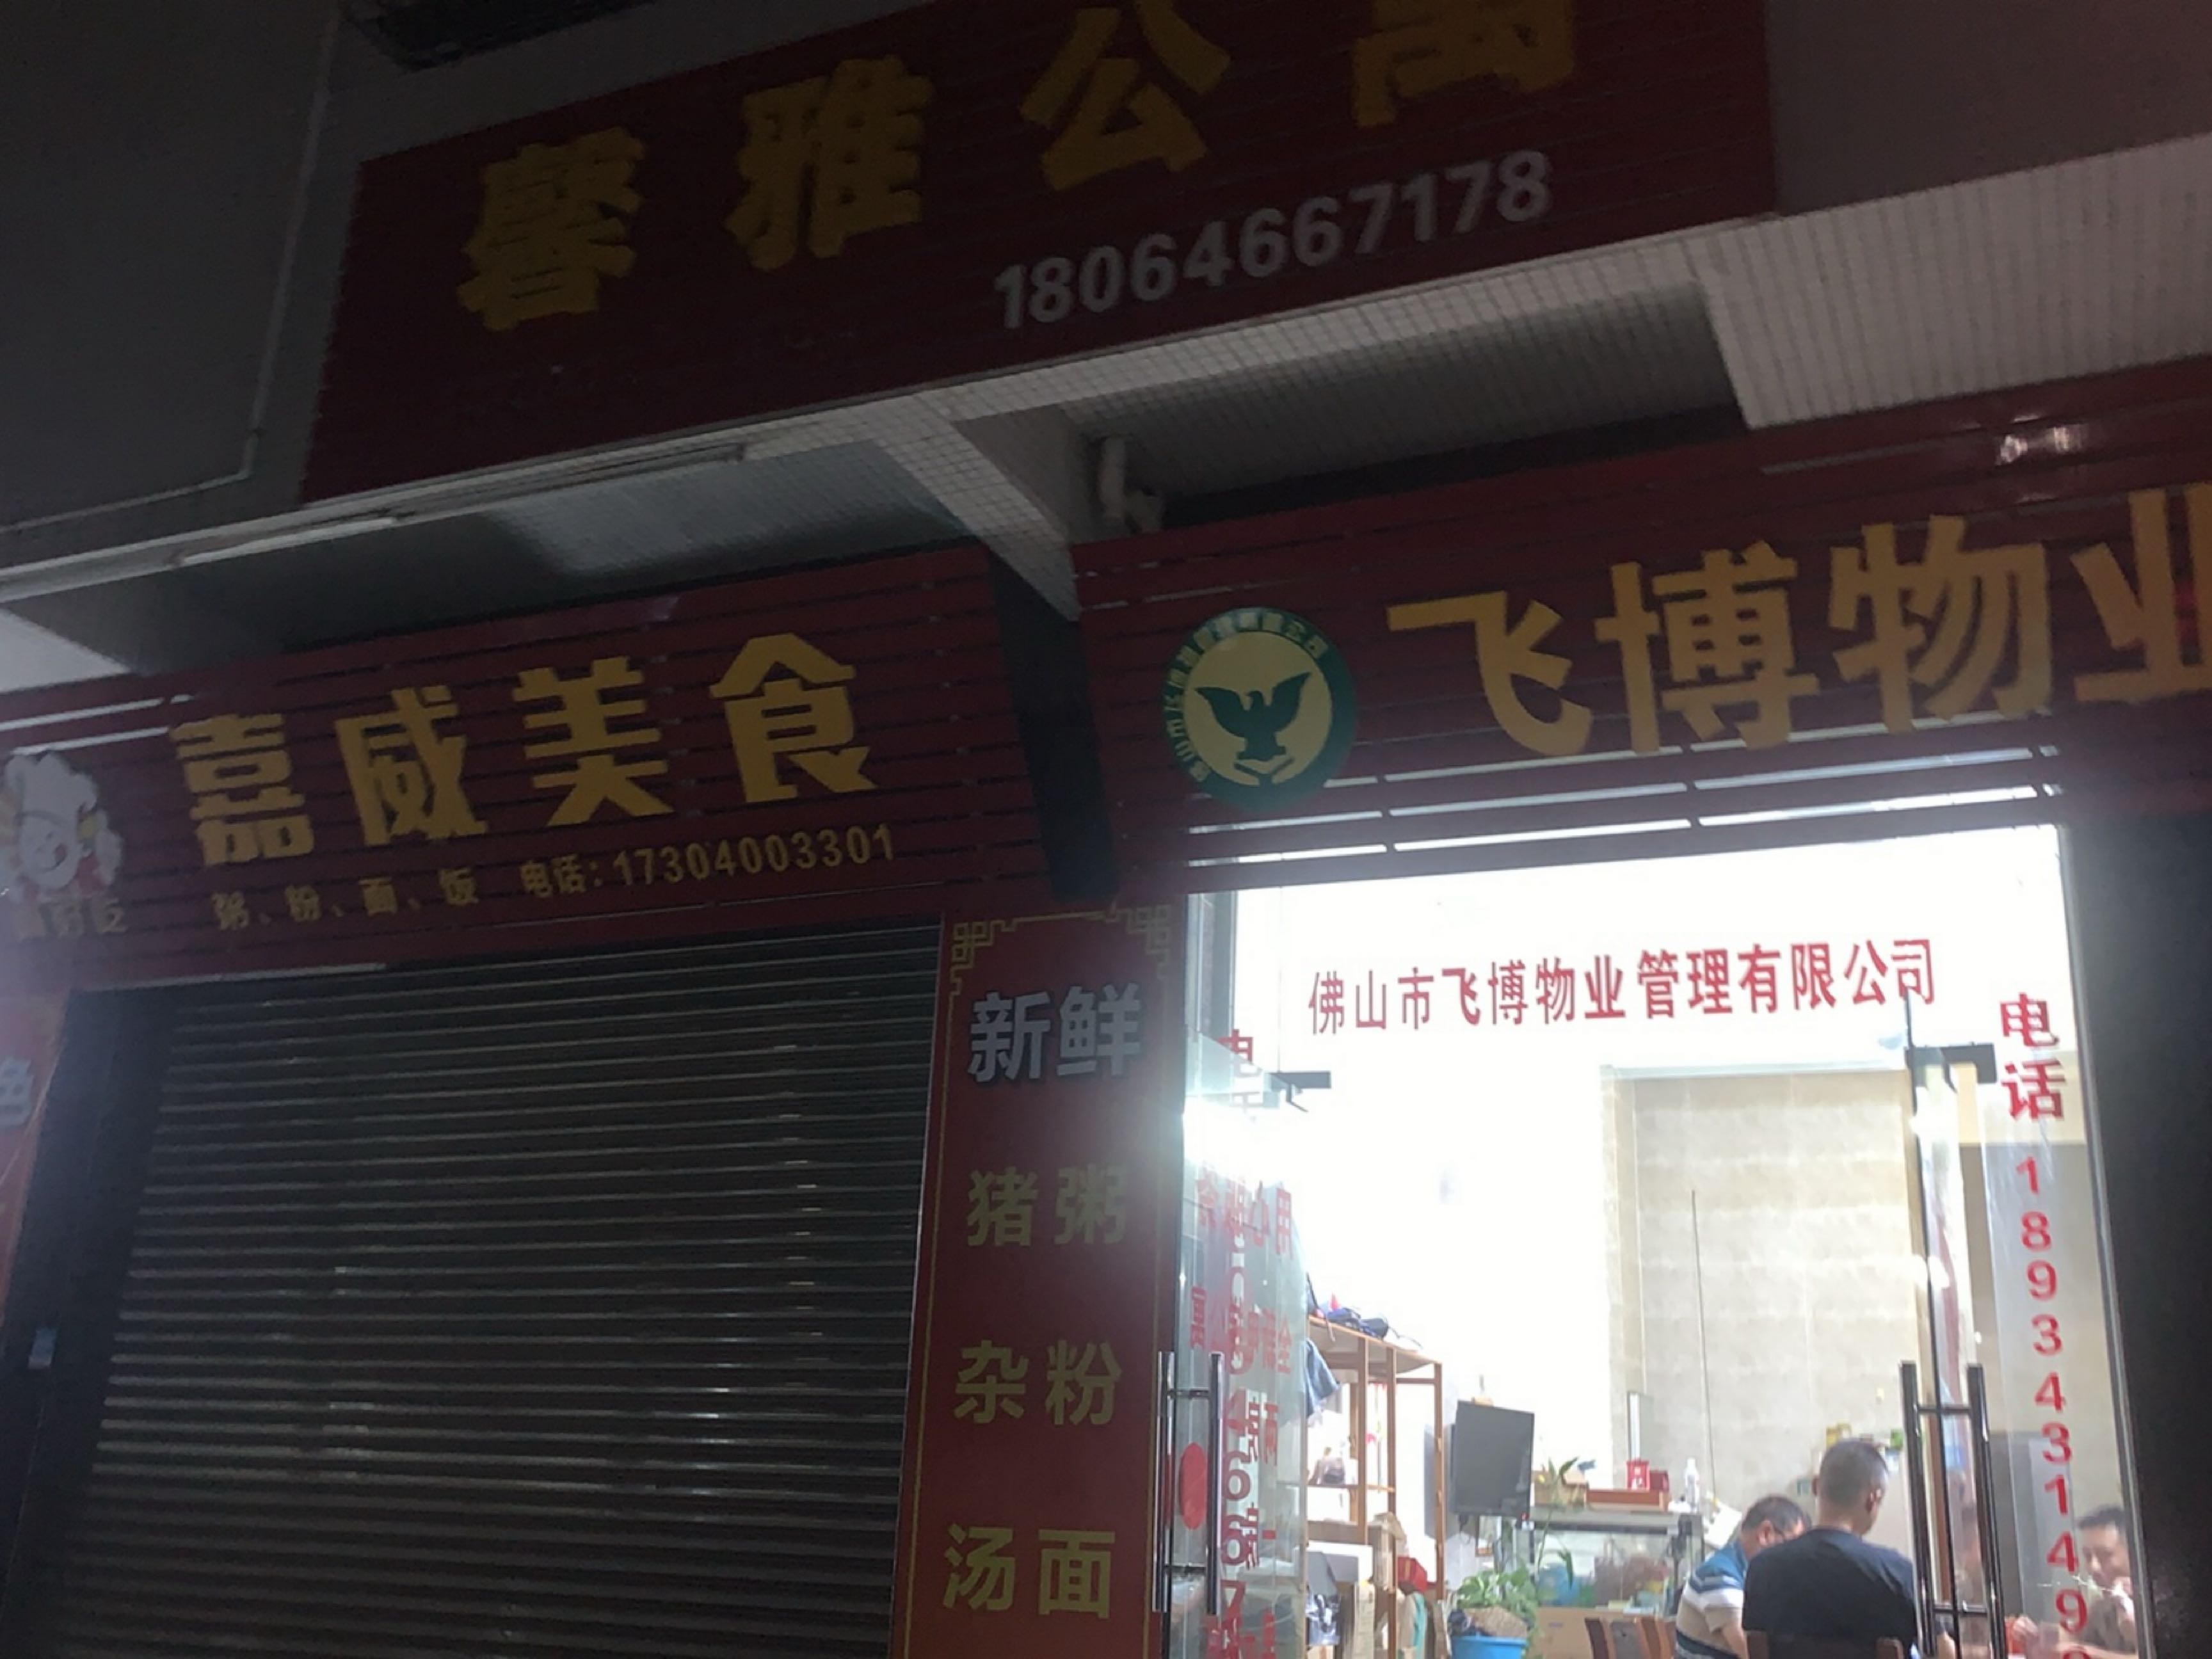 馨雅公寓
18064667178
嘉威美食
粥、粉、面、饭 电话:17304003301
飞博物业
佛山市飞博物业管理有限公司
电话
189343149
新鲜
猪粥
杂粉
汤面